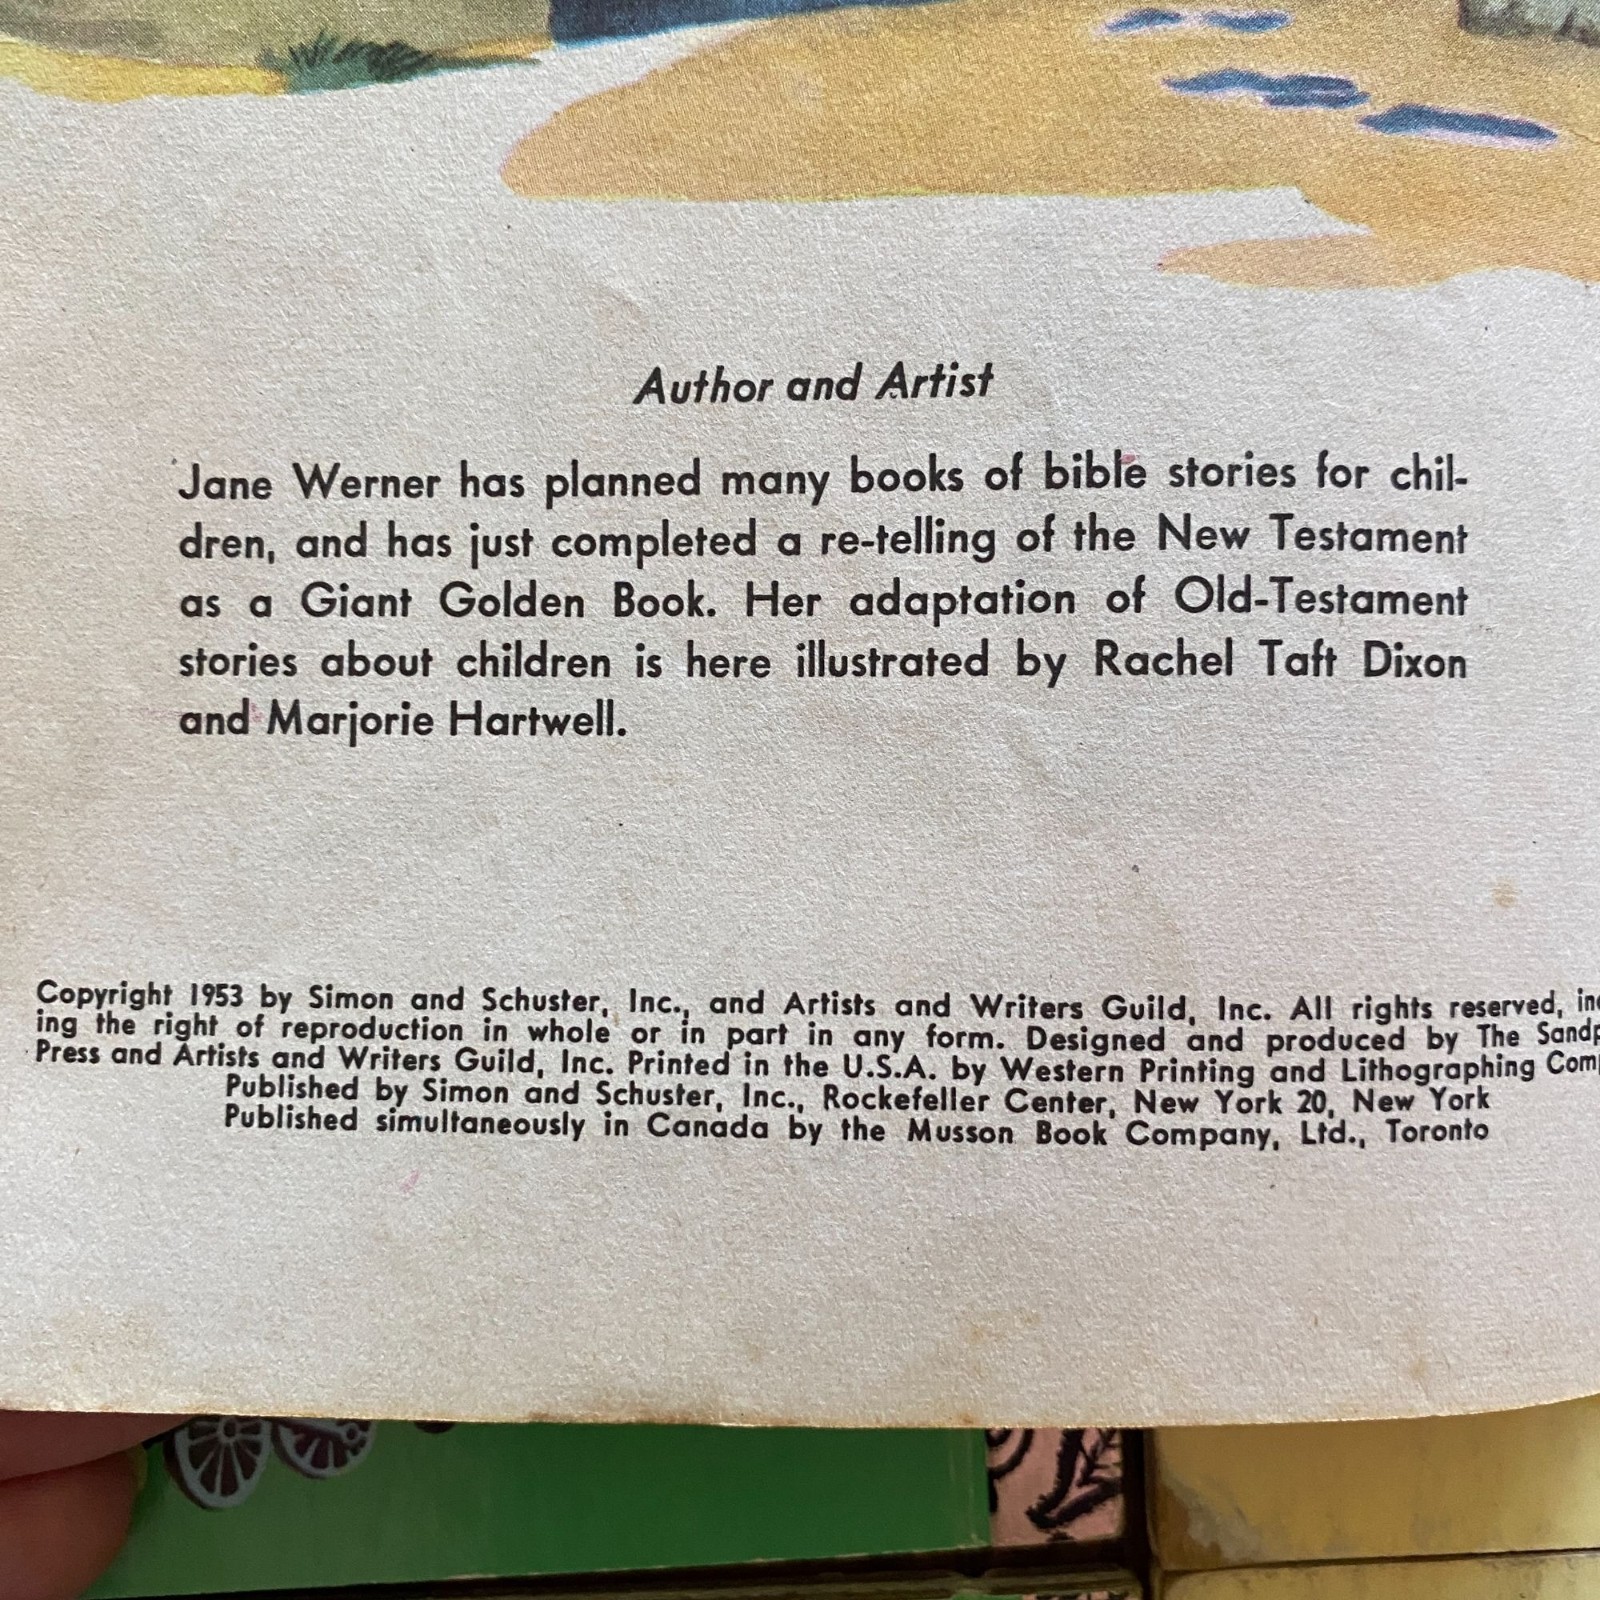 Author and Artist
Jane Werner has planned many books of bible stories for chil-
dren, and has just completed a re-telling of the New Testament
as a Giant Golden Book. Her adaptation of Old-Testament
stories about children is here illustrated by Rachel Taft Dixon
and Marjorie Hartwell.
Copyright 1953 by Simon and Schuster, Inc., and Artists and Writers Guild, Inc. All rights reserved,
ing the right of reproduction in whole or in part in any form. Designed and produced by The
Press and Artists and Writers Guild, Inc. Printed in the U.S.A. by Western Printing and Lithographing
Published by Simon and Schuster, Inc., Rockefeller Center, New York 20, New York
Published simultaneously in Canada by the Musson Book Company, Ltd., Toronto